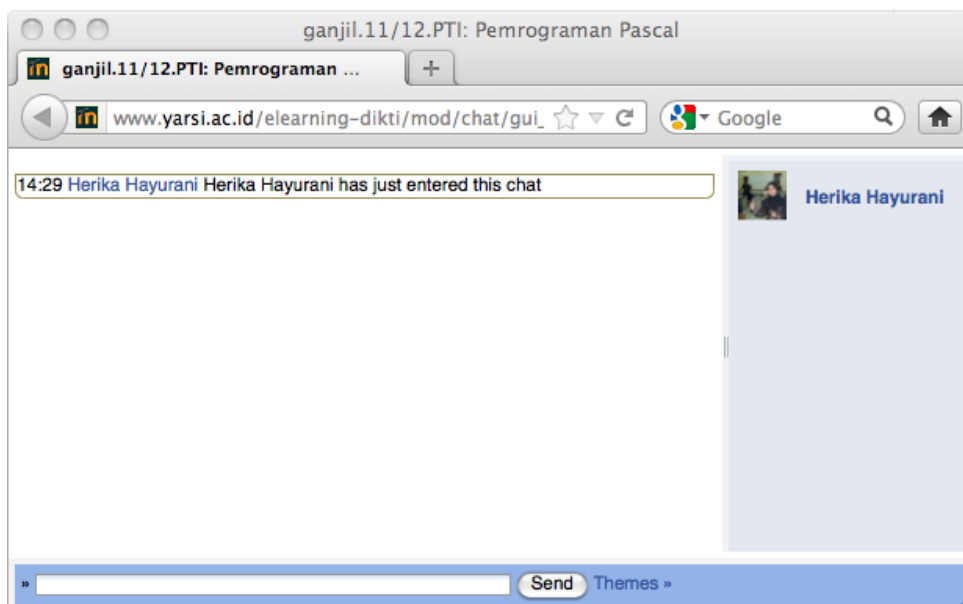 ganjil.11/12.PTI: Pemrograman Pascal
ganjil.11/12.PTI: Pemrograman ...
www.yarsi.ac.id/elearning-dikti/mod/chat/gui_
Google
14:29 Herika Hayurani Herika Hayurani has just entered this chat
Herika Hayurani
» Send Themes »